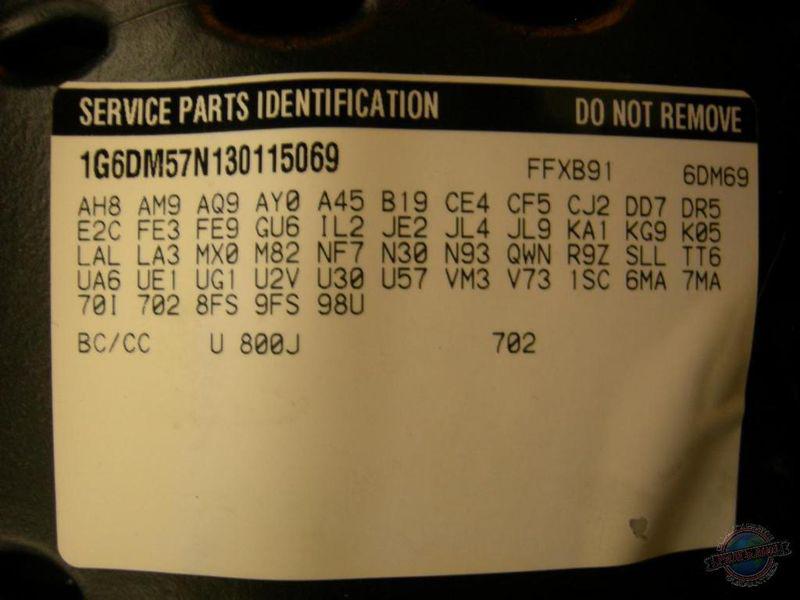 SERVICE PARTS IDENTIFICATION DO NOT REMOVE
1G6DM57N130115069 FFXB91 6DM69
AH8 AM9 AQ9 AY0 A45 B19 CE4 CF5 CJ2 DD7 DR5
E2C FE3 FE9 GU6 IL2 JE2 JL4 JL9 KA1 KG9 K05
LAL LA3 MX0 M82 NF7 N30 N93 QWN R9Z SLL TT6
UA6 UE1 UG1 U2V U30 U57 VM3 V73 1SC 6MA 7MA
70I 702 8FS 9FS 98U
BC/CC U 800J 702